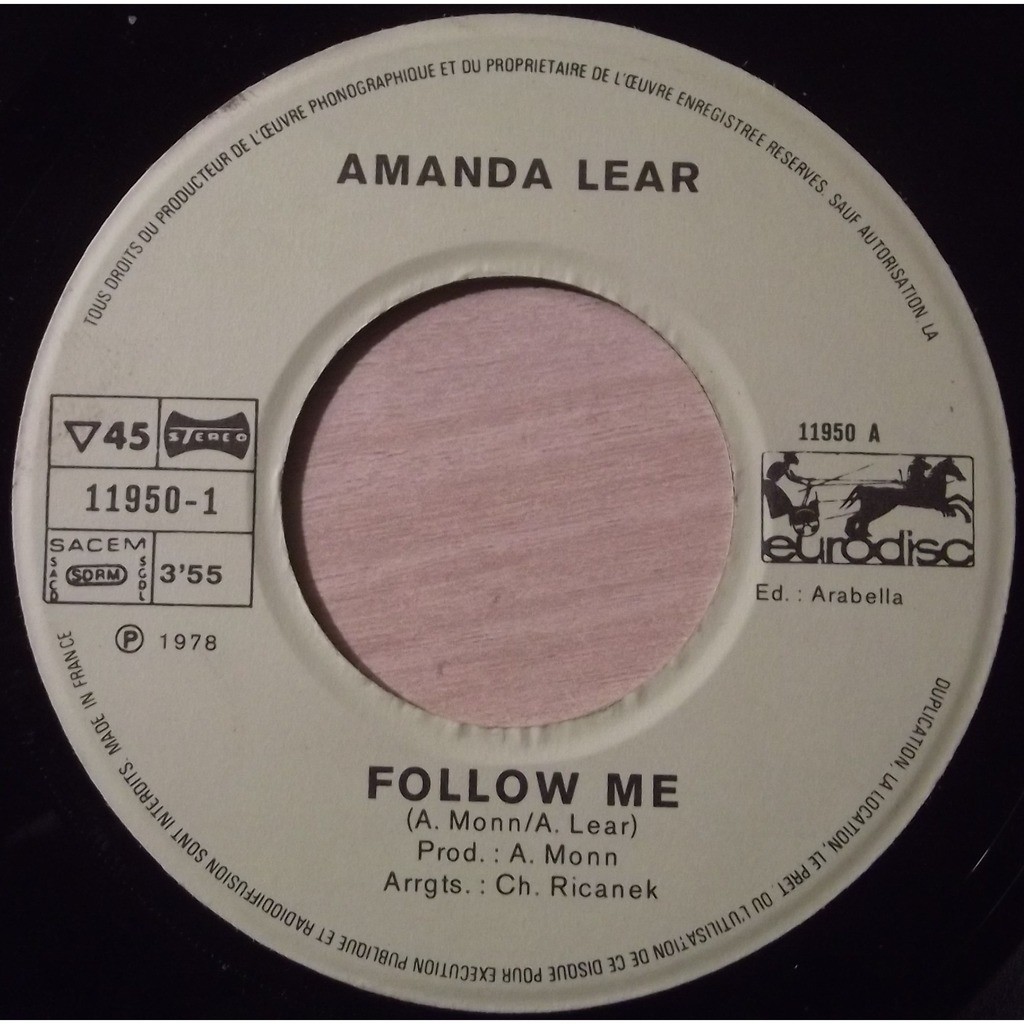 TOUS DROITS DU PRODUCTEUR DE L'ŒUVRE PHONOGRAPHIQUE ET DU PROPRIETAIRE DE L'ŒUVRE ENREGISTREE RESERVES. SAUF AUTORISATION, LA
DUPLICATION, LA LOCATION, LE PRET, OU L'UTILISATION DE CE DISQUE POUR EXECUTION PUBLIQUE ET RADIODIFFUSION SONT INTERDITS. MADE IN FRANCE
AMANDA LEAR
▽45 STEREO
11950-1
SACEM
SACD SDRM SGDL 3'55
Ⓟ 1978
11950 A
eurodisc
Ed. : Arabella
FOLLOW ME
(A. Monn/A. Lear)
Prod. : A. Monn
Arrgts. : Ch. Ricanek